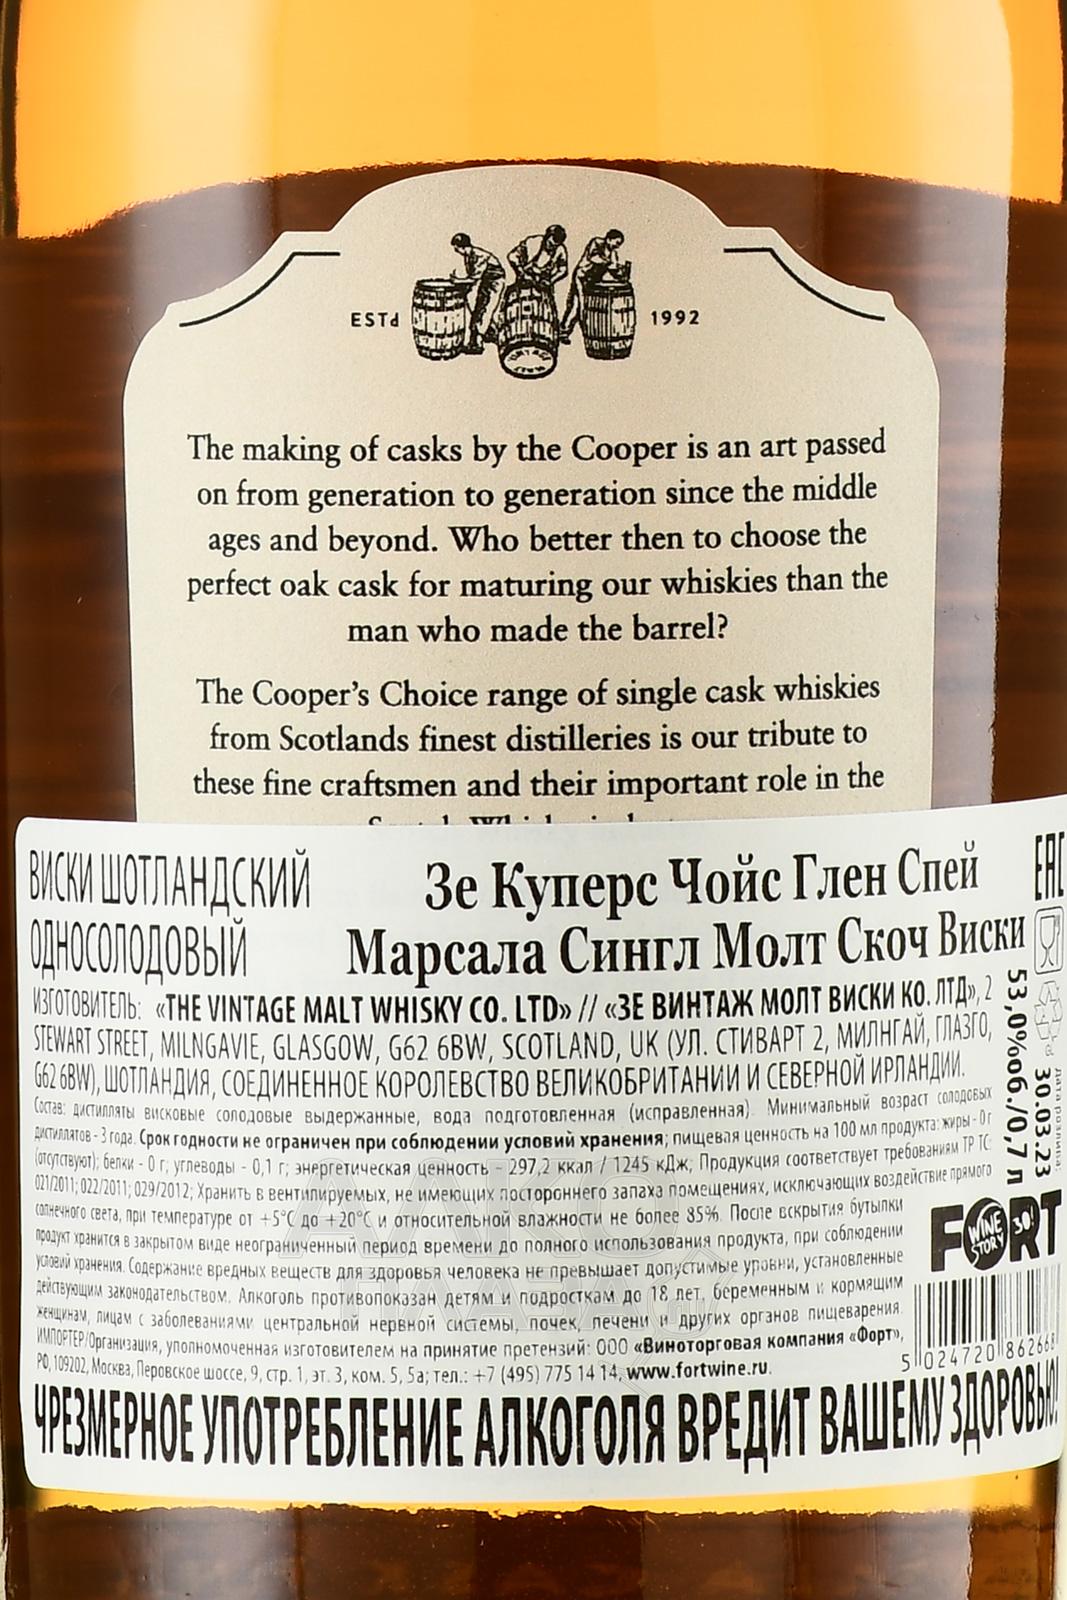 ESTd 1992
The making of casks by the Cooper is an art passed
on from generation to generation since the middle
ages and beyond. Who better then to choose the
perfect oak cask for maturing our whiskies than the
man who made the barrel?
The Cooper's Choice range of single cask whiskies
from Scotlands finest distilleries is our tribute to
these fine craftsmen and their important role in the
ВИСКИ ШОТЛАНДСКИЙ
ОДНОСОЛОДОВЫЙ
Зе Куперс Чойс Глен Спей
Марсала Сингл Молт Скоч Виски
ИЗГОТОВИТЕЛЬ: «THE VINTAGE MALT WHISKY CO. LTD» // «ЗЕ ВИНТАЖ МОЛТ ВИСКИ КО. ЛТД», 2
STEWART STREET, MILNGAVIE, GLASGOW, G62 6BW, SCOTLAND, UK (УЛ. СТИВАРТ 2, МИЛНГАЙ, ГЛАЗГО,
G62 6BW), ШОТЛАНДИЯ, СОЕДИНЕННОЕ КОРОЛЕВСТВО ВЕЛИКОБРИТАНИИ И СЕВЕРНОЙ ИРЛАНДИИ.
Состав: дистилляты висковые солодовые выдержанные, вода подготовленная (исправленная). Минимальный возраст солодовых
дистиллятов - 3 года. Срок годности не ограничен при соблюдении условий хранения; пищевая ценность на 100 мл продукта: жиры - 0 г
(отсутствуют); белки - 0 г; углеводы - 0,1 г; энергетическая ценность - 297,2 ккал / 1245 кДж; Продукция соответствует требованиям ТР ТС:
021/2011; 022/2011; 029/2012; Хранить в вентилируемых, не имеющих постороннего запаха помещениях, исключающих воздействие прямого
солнечного света, при температуре от +5°С до +20°С и относительной влажности не более 85%. После вскрытия бутылки
продукт хранится в закрытом виде неограниченный период времени до полного использования продукта, при соблюдении
условий хранения. Содержание вредных веществ для здоровья человека не превышает допустимые уровни, установленные
действующим законодательством. Алкоголь противопоказан детям и подросткам до 18 лет, беременным и кормящим
женщинам, лицам с заболеваниями центральной нервной системы, почек, печени и других органов пищеварения.
ИМПОРТЕР/Организация, уполномоченная изготовителем на принятие претензий: ООО «Виноторговая компания «Форт»,
РФ, 109202, Москва, Перовское шоссе, 9, стр. 1, эт. 3, ком. 5, 5а; тел.: +7 (495) 775 14 14, www.fortwine.ru.
ЧРЕЗМЕРНОЕ УПОТРЕБЛЕНИЕ АЛКОГОЛЯ ВРЕДИТ ВАШЕМУ ЗДОРОВЬЮ!
EAC
53,0%об./0,7 л
Дата розлива:
30.03.23
GL
FORT
WINE STORY
30!
5 024720 862668
АЛКО
ПЛАЗА
.ru